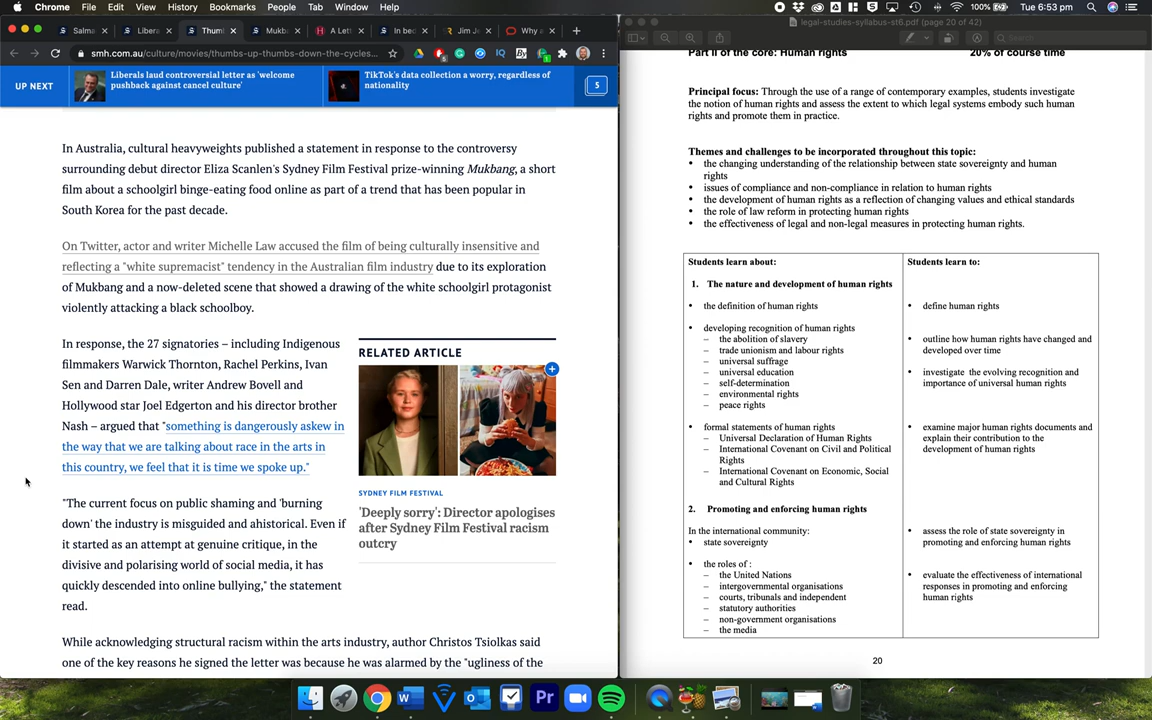 Chrome File Edit View History Bookmarks People Tab Window Help
100% Tue 6:53 pm
Salma
Libera
Thumb
Mukb
A Lett
In bed
Jim Je
Why a
smh.com.au/culture/movies/thumbs-up-thumbs-down-the-cycles...
UP NEXT
Liberals laud controversial letter as 'welcome
pushback against cancel culture'
TikTok's data collection a worry, regardless of
nationality
5
In Australia, cultural heavyweights published a statement in response to the controversy
surrounding debut director Eliza Scanlen's Sydney Film Festival prize-winning Mukbang, a short
film about a schoolgirl binge-eating food online as part of a trend that has been popular in
South Korea for the past decade.
On Twitter, actor and writer Michelle Law accused the film of being culturally insensitive and
reflecting a "white supremacist" tendency in the Australian film industry due to its exploration
of Mukbang and a now-deleted scene that showed a drawing of the white schoolgirl protagonist
violently attacking a black schoolboy.
In response, the 27 signatories – including Indigenous
filmmakers Warwick Thornton, Rachel Perkins, Ivan
Sen and Darren Dale, writer Andrew Bovell and
Hollywood star Joel Edgerton and his director brother
Nash – argued that "something is dangerously askew in
the way that we are talking about race in the arts in
this country, we feel that it is time we spoke up."
RELATED ARTICLE
SYDNEY FILM FESTIVAL
'Deeply sorry': Director apologises
after Sydney Film Festival racism
outcry
"The current focus on public shaming and 'burning
down' the industry is misguided and ahistorical. Even if
it started as an attempt at genuine critique, in the
divisive and polarising world of social media, it has
quickly descended into online bullying," the statement
read.
While acknowledging structural racism within the arts industry, author Christos Tsiolkas said
one of the key reasons he signed the letter was because he was alarmed by the "ugliness of the
legal-studies-syllabus-st6.pdf (page 20 of 42)
Search
Part II of the core: Human rights 20% of course time
Principal focus: Through the use of a range of contemporary examples, students investigate
the notion of human rights and assess the extent to which legal systems embody such human
rights and promote them in practice.
Themes and challenges to be incorporated throughout this topic:
• the changing understanding of the relationship between state sovereignty and human
rights
• issues of compliance and non-compliance in relation to human rights
• the development of human rights as a reflection of changing values and ethical standards
• the role of law reform in protecting human rights
• the effectiveness of legal and non-legal measures in protecting human rights.
Students learn about: Students learn to:
1. The nature and development of human rights
• the definition of human rights • define human rights
• developing recognition of human rights
– the abolition of slavery • outline how human rights have changed and
– trade unionism and labour rights developed over time
– universal suffrage
– universal education • investigate the evolving recognition and
– self-determination importance of universal human rights
– environmental rights
– peace rights
• formal statements of human rights • examine major human rights documents and
– Universal Declaration of Human Rights explain their contribution to the
– International Covenant on Civil and Political development of human rights
Rights
– International Covenant on Economic, Social
and Cultural Rights
2. Promoting and enforcing human rights
In the international community: • assess the role of state sovereignty in
• state sovereignty promoting and enforcing human rights
• the roles of :
– the United Nations • evaluate the effectiveness of international
– intergovernmental organisations responses in promoting and enforcing
– courts, tribunals and independent human rights
– statutory authorities
– non-government organisations
– the media
20